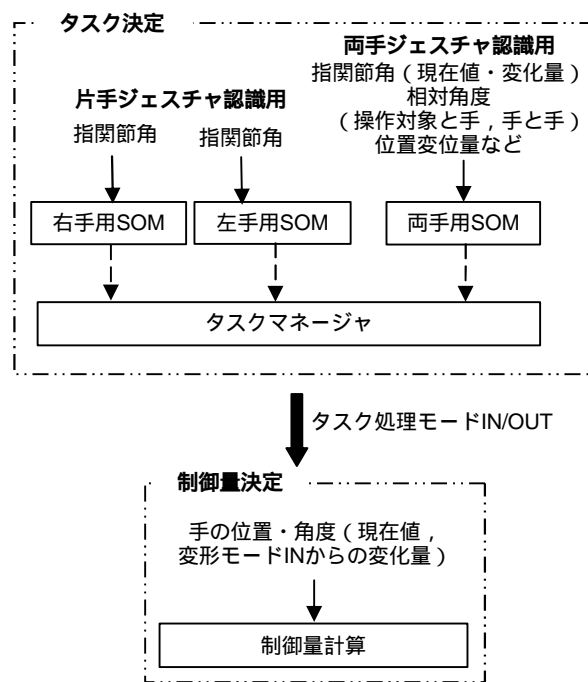 タスク決定
両手ジェスチャ認識用
指関節角（現在値・変化量）
相対角度
（操作対象と手，手と手）
位置変位量など
片手ジェスチャ認識用
指関節角
指関節角
右手用SOM
左手用SOM
両手用SOM
タスクマネージャ
タスク処理モードIN/OUT
制御量決定
手の位置・角度（現在値，
変形モードINからの変化量）
制御量計算